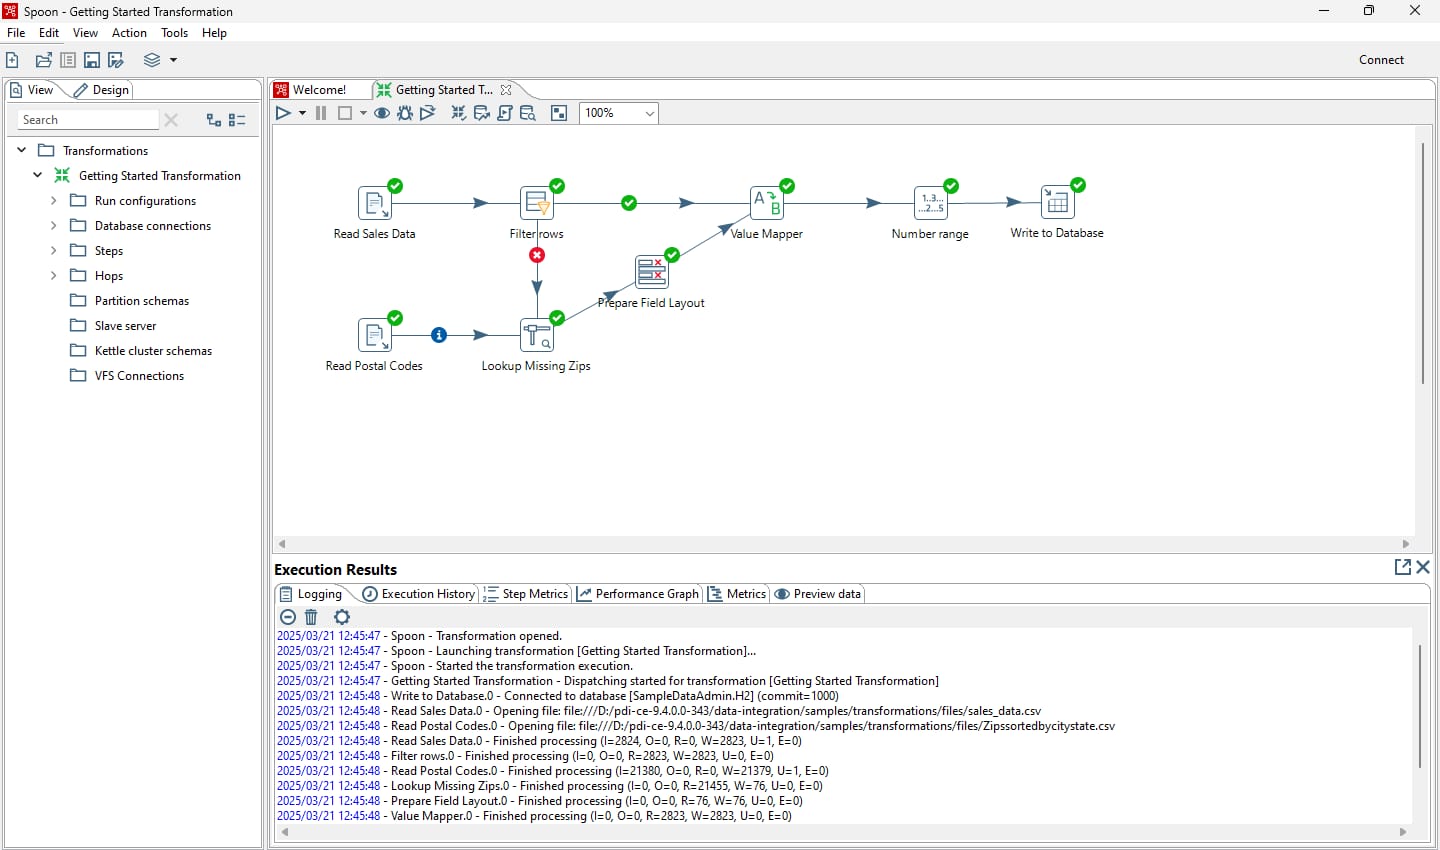 Spoon - Getting Started Transformation
File Edit View Action Tools Help
Connect
View Design
Search
Transformations
Getting Started Transformation
Run configurations
Database connections
Steps
Hops
Partition schemas
Slave server
Kettle cluster schemas
VFS Connections
Welcome! Getting Started T...
100%
A B
1..3...
...2...5
Read Sales Data Filter rows Value Mapper Number range Write to Database
Prepare Field Layout
Read Postal Codes Lookup Missing Zips
Execution Results
Logging Execution History Step Metrics Performance Graph Metrics Preview data
2025/03/21 12:45:47 - Spoon - Transformation opened.
2025/03/21 12:45:47 - Spoon - Launching transformation [Getting Started Transformation]...
2025/03/21 12:45:47 - Spoon - Started the transformation execution.
2025/03/21 12:45:47 - Getting Started Transformation - Dispatching started for transformation [Getting Started Transformation]
2025/03/21 12:45:48 - Write to Database.0 - Connected to database [SampleDataAdmin.H2] (commit=1000)
2025/03/21 12:45:48 - Read Sales Data.0 - Opening file: file:///D:/pdi-ce-9.4.0.0-343/data-integration/samples/transformations/files/sales_data.csv
2025/03/21 12:45:48 - Read Postal Codes.0 - Opening file: file:///D:/pdi-ce-9.4.0.0-343/data-integration/samples/transformations/files/Zipssortedbycitystate.csv
2025/03/21 12:45:48 - Read Sales Data.0 - Finished processing (I=2824, O=0, R=0, W=2823, U=1, E=0)
2025/03/21 12:45:48 - Filter rows.0 - Finished processing (I=0, O=0, R=2823, W=2823, U=0, E=0)
2025/03/21 12:45:48 - Read Postal Codes.0 - Finished processing (I=21380, O=0, R=0, W=21379, U=1, E=0)
2025/03/21 12:45:48 - Lookup Missing Zips.0 - Finished processing (I=0, O=0, R=21455, W=76, U=0, E=0)
2025/03/21 12:45:48 - Prepare Field Layout.0 - Finished processing (I=0, O=0, R=76, W=76, U=0, E=0)
2025/03/21 12:45:48 - Value Mapper.0 - Finished processing (I=0, O=0, R=2823, W=2823, U=0, E=0)